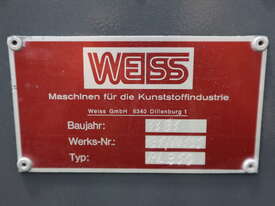 WEISS
Maschinen für die Kunststoffindustrie
Weiss GmbH 6340 Dillenburg 1
Baujahr:
Werks-Nr.:
Typ: